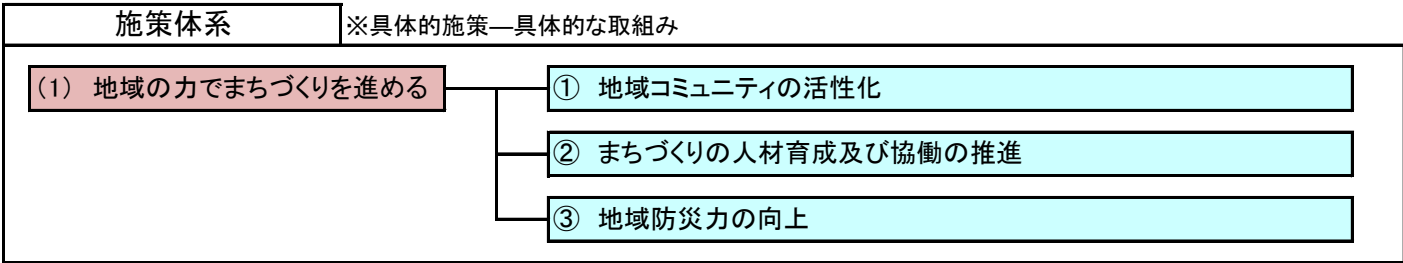 施策体系
※具体的施策―具体的な取組み
(1) 地域の力でまちづくりを進める
① 地域コミュニティの活性化
② まちづくりの人材育成及び協働の推進
③ 地域防災力の向上